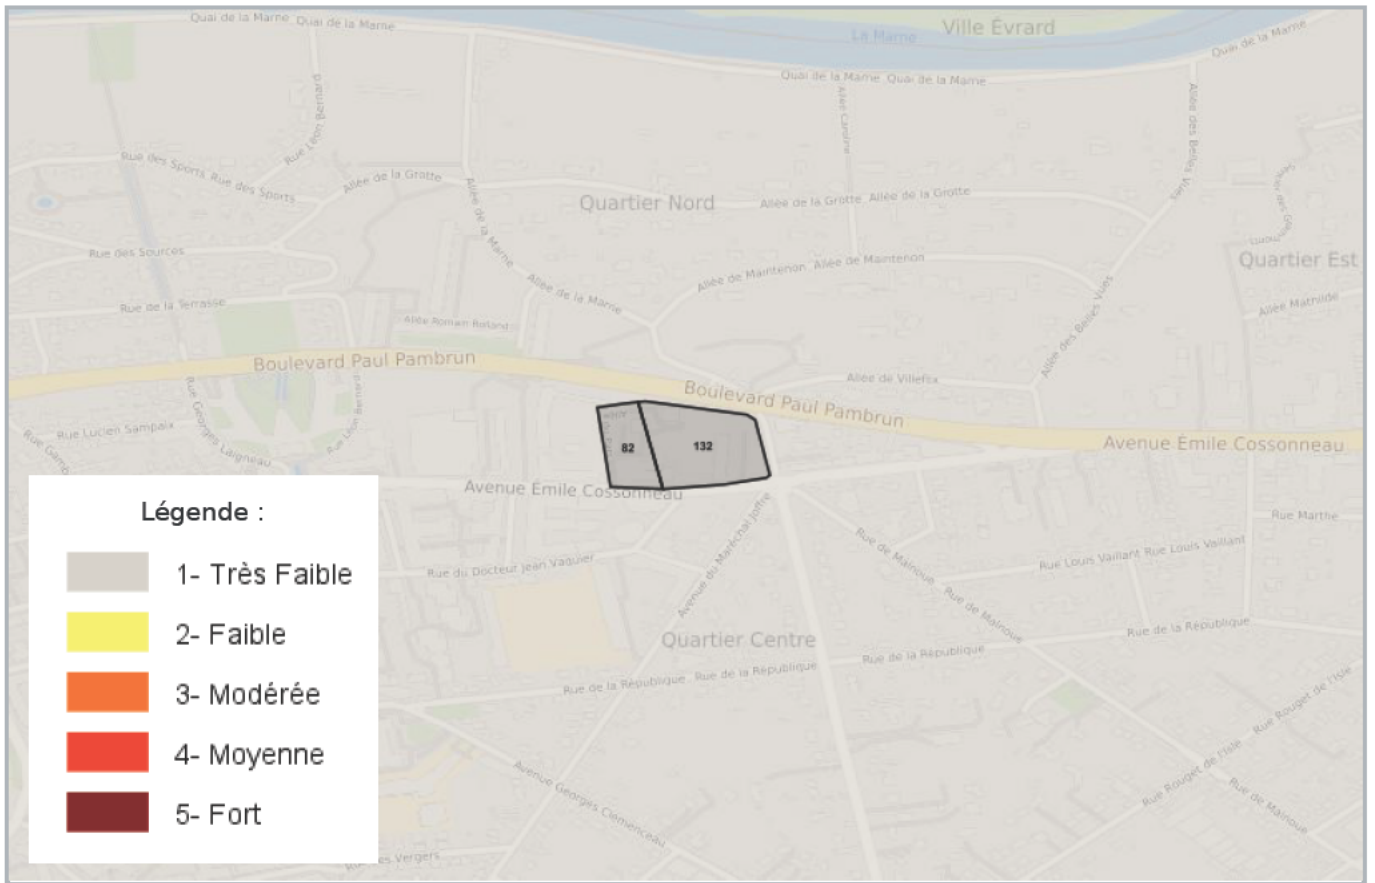 Quai de la Marne Quai de la Marne
Ville Évrard
La Marne
Quai de la Marne
Quai de la Marne Quai de la Marne
Rue Léon Bernard
Allée Caroline
Allée des Belles Vues
Rue des Sports Rue des Sports
Allée de la Grotte
Allée de la Marne
Quartier Nord
Allée de la Grotte Allée de la Grotte
Rue des Sources
Allée de Maintenon Allée de Maintenon
Quartier Est
Allée de la Marne
Rue de la Terrasse
Allée Mathilde
Allée Romain Rolland
Allée des Belles Vues
Boulevard Paul Pambrun
Allée de Villeflix
Boulevard Paul Pambrun
Rue Georges Laigneau
Rue Léon Bernard
Rue Lucien Sampaix
82
132
Avenue Émile Cossonneau
Avenue Émile Cossonneau
Rue Marthe
Avenue du Maréchal Joffre
Rue du Docteur Jean Vaquier
Rue de Malnoue
Rue Louis Vaillant Rue Louis Vaillant
Rue de Malnoue
Quartier Centre
Rue de la République
Rue de la République
Rue de la République Rue de la République
Rue Rouget de l'Isle
Rue Rouget de l'Isle
Rue de Malnoue
Avenue Georges Clemenceau
Vergers
Légende :
1- Très Faible
2- Faible
3- Modérée
4- Moyenne
5- Fort